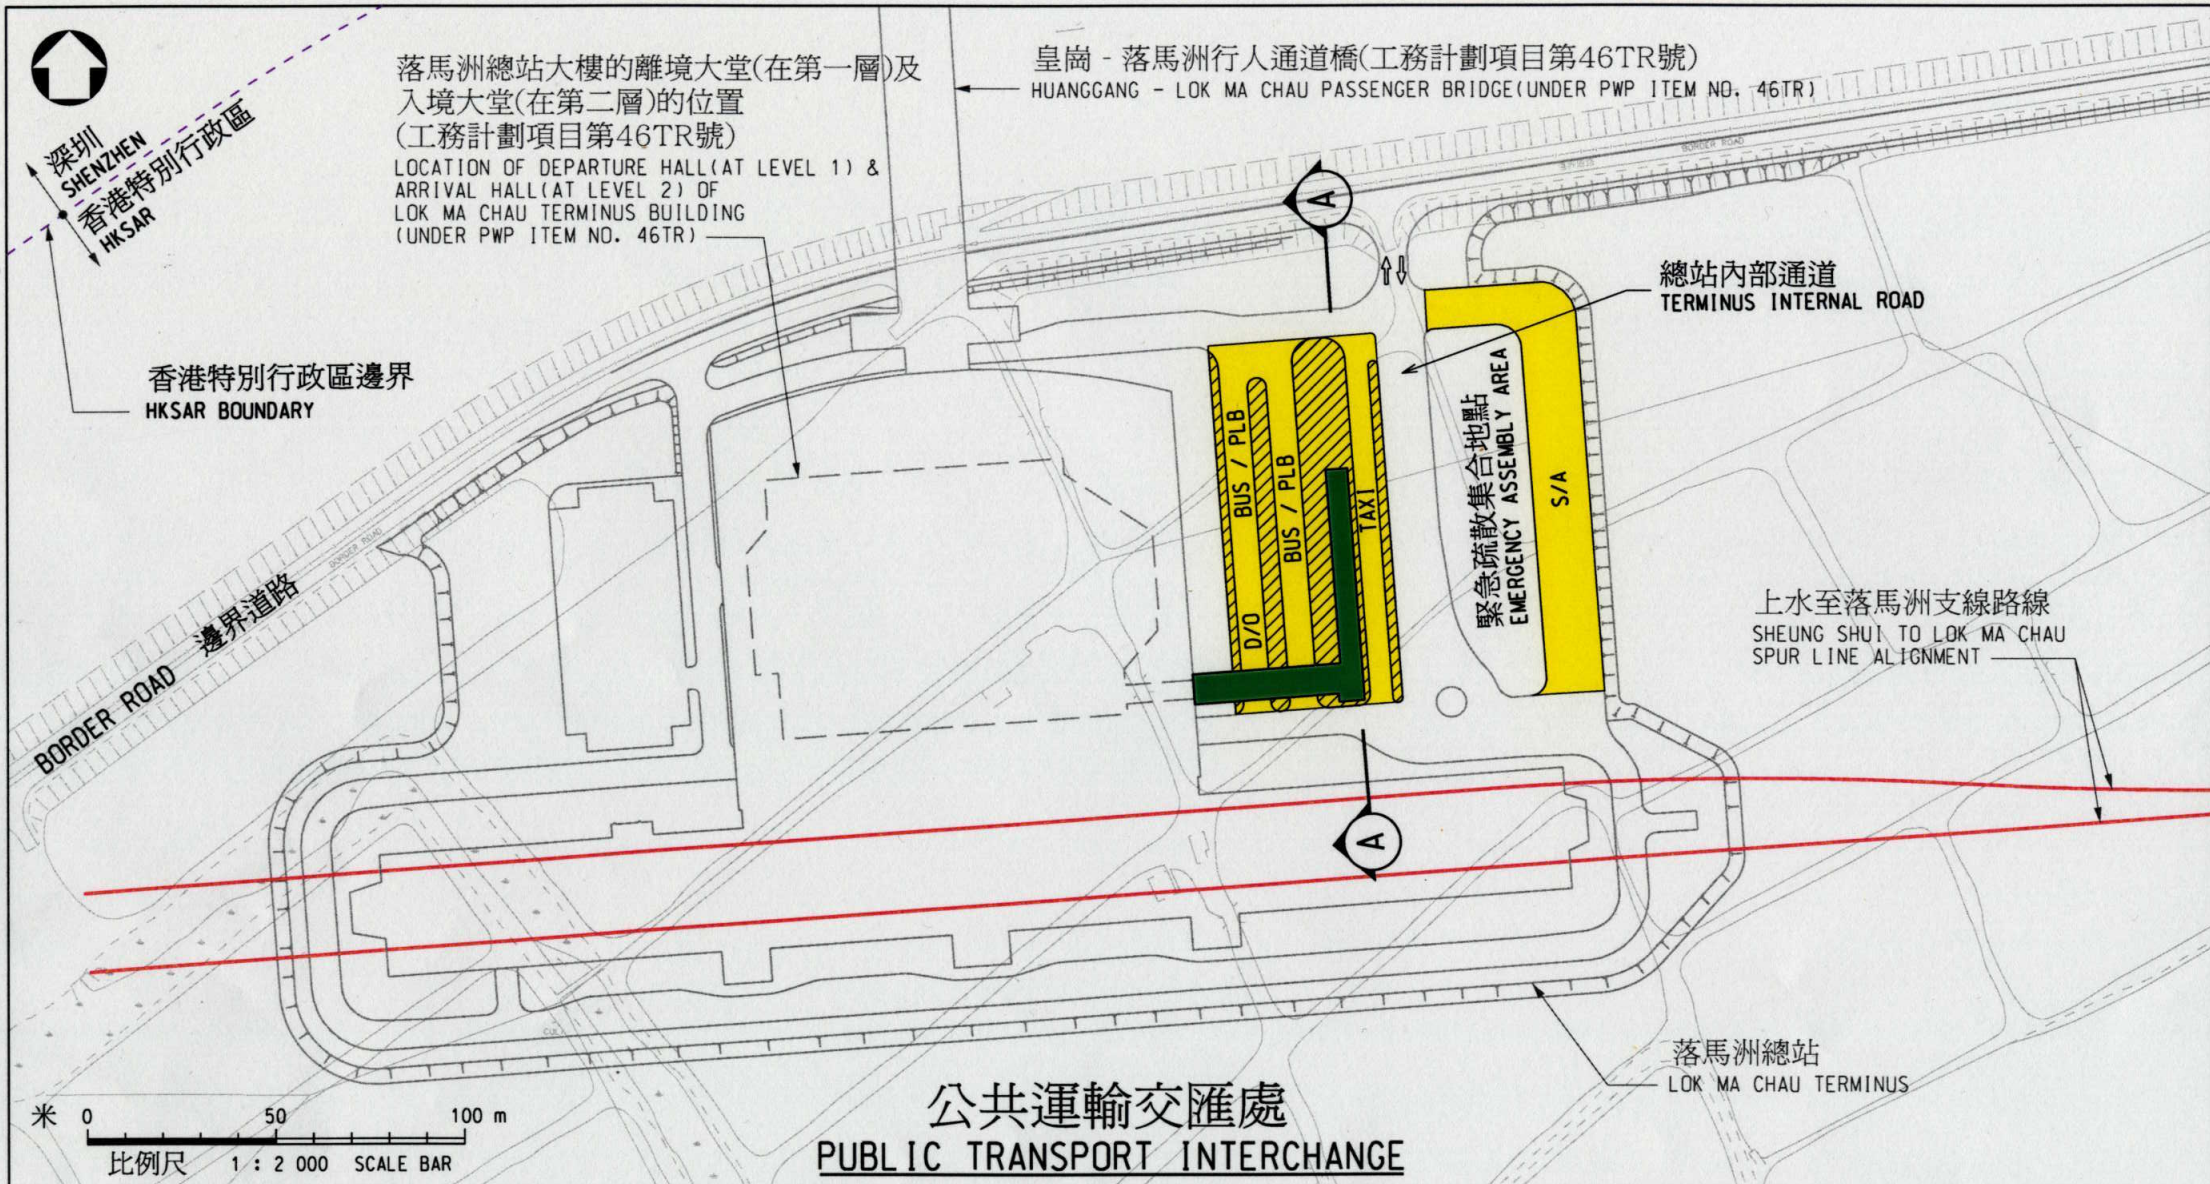 深圳
SHENZHEN
香港特別行政區
HKSAR
香港特別行政區邊界
HKSAR BOUNDARY
落馬洲總站大樓的離境大堂(在第一層)及
入境大堂(在第二層)的位置
(工務計劃項目第46TR號)
LOCATION OF DEPARTURE HALL(AT LEVEL 1) &
ARRIVAL HALL(AT LEVEL 2) OF
LOK MA CHAU TERMINUS BUILDING
(UNDER PWP ITEM NO. 46TR)
皇崗 - 落馬洲行人通道橋(工務計劃項目第46TR號)
HUANGGANG - LOK MA CHAU PASSENGER BRIDGE(UNDER PWP ITEM NO. 46TR)
BORDER ROAD
A
總站內部通道
TERMINUS INTERNAL ROAD
BUS / PLB
BUS / PLB
D/O
TAXI
緊急疏散集合地點
EMERGENCY ASSEMBLY AREA
S/A
BORDER ROAD
BORDER ROAD 邊界道路
上水至落馬洲支線路線
SHEUNG SHUI TO LOK MA CHAU
SPUR LINE ALIGNMENT
A
落馬洲總站
LOK MA CHAU TERMINUS
米 0 50 100 m
比例尺 1 : 2 000 SCALE BAR
公共運輸交匯處
PUBLIC TRANSPORT INTERCHANGE